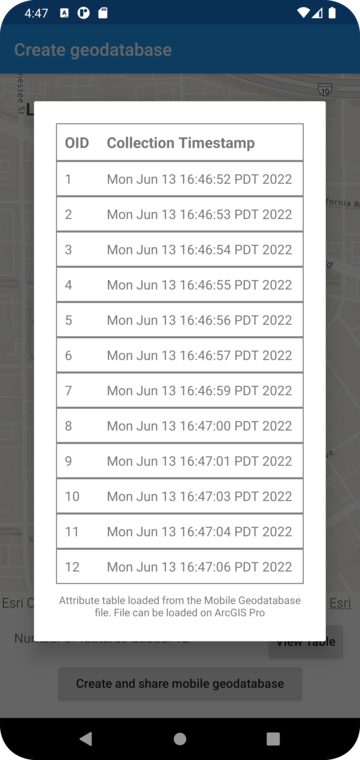 4:47
Create geodatabase
nessee St
10
L
OID Collection Timestamp
1 Mon Jun 13 16:46:52 PDT 2022
2 Mon Jun 13 16:46:53 PDT 2022
3 Mon Jun 13 16:46:54 PDT 2022
4 Mon Jun 13 16:46:55 PDT 2022
5 Mon Jun 13 16:46:56 PDT 2022
6 Mon Jun 13 16:46:57 PDT 2022
7 Mon Jun 13 16:46:59 PDT 2022
8 Mon Jun 13 16:47:00 PDT 2022
9 Mon Jun 13 16:47:01 PDT 2022
10 Mon Jun 13 16:47:03 PDT 2022
11 Mon Jun 13 16:47:04 PDT 2022
12 Mon Jun 13 16:47:06 PDT 2022
Attribute table loaded from the Mobile Geodatabase
file. File can be loaded on ArcGIS Pro
Esri C
Esri
View Table
Create and share mobile geodatabase